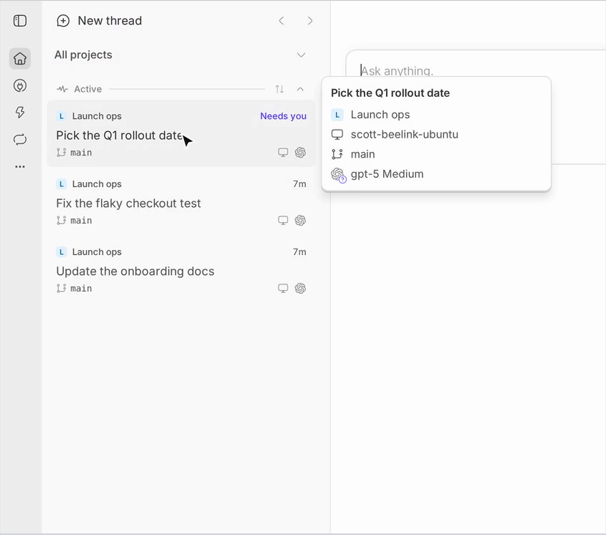 New thread
All projects
Active
L Launch ops Needs you
Pick the Q1 rollout date
main
L Launch ops 7m
Fix the flaky checkout test
main
L Launch ops 7m
Update the onboarding docs
main
Ask anything.
Pick the Q1 rollout date
L Launch ops
scott-beelink-ubuntu
main
gpt-5 Medium